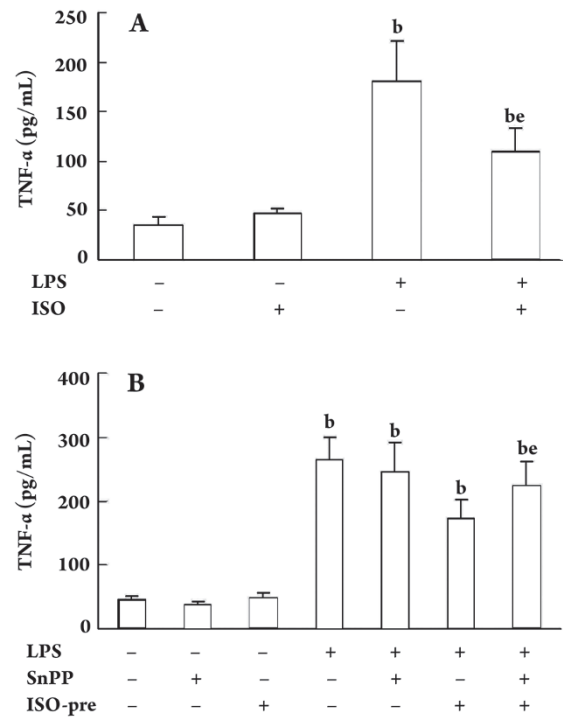 A
250
200
150
100
50
0
TNF-α (pg/mL)
b
be
LPS – – + +
ISO – + – +
B
400
300
200
100
0
TNF-α (pg/mL)
b
b
b
be
LPS – – – + + + +
SnPP – + – – + – +
ISO-pre – – + – – + +